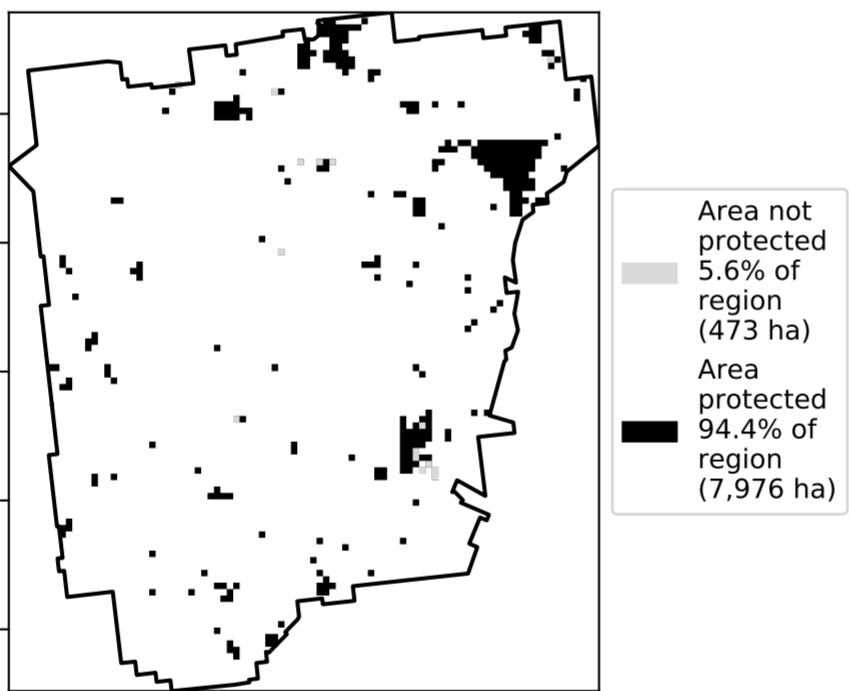 Area not
protected
5.6% of
region
(473 ha)
Area
protected
94.4% of
region
(7,976 ha)